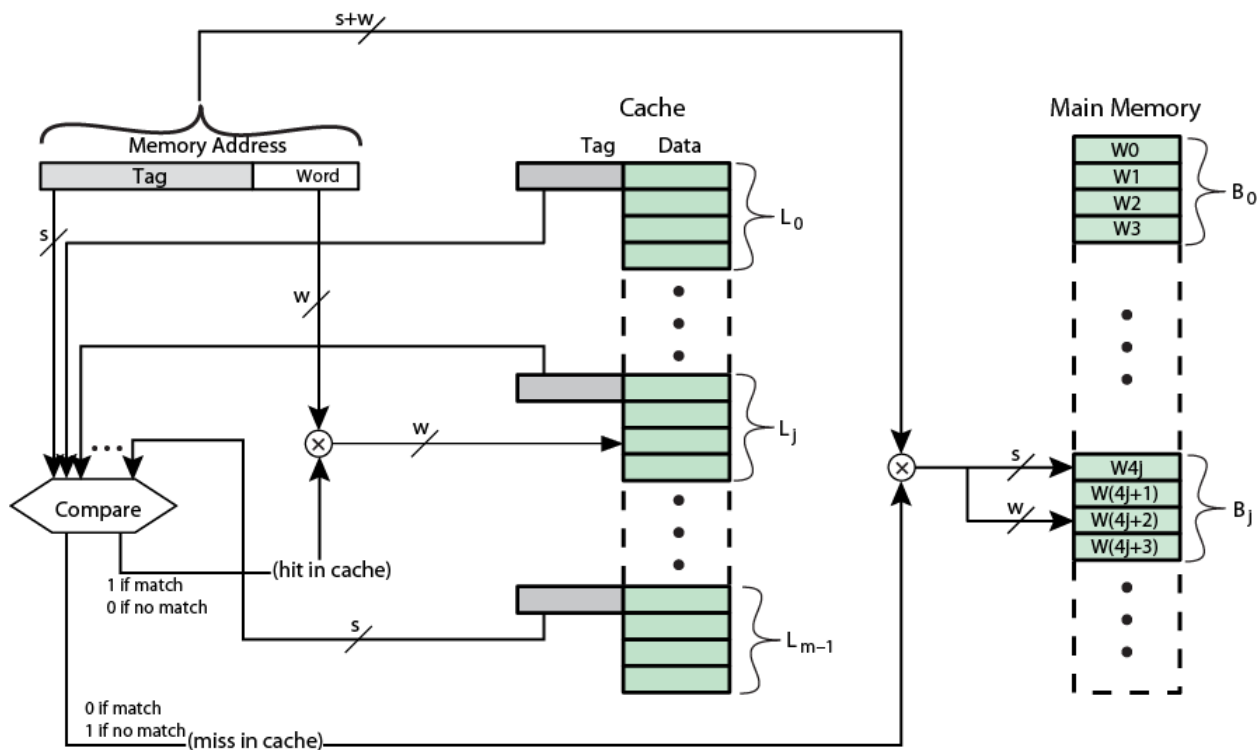 s+w
Cache
Main Memory
Memory Address
Tag Data
Tag Word
W0
W1
W2
W3
B0
L0
s
w
Lj
w
s
W4j
W(4j+1)
W(4j+2)
W(4j+3)
Bj
w
Compare
(hit in cache)
1 if match
0 if no match
s
Lm–1
0 if match
1 if no match
(miss in cache)